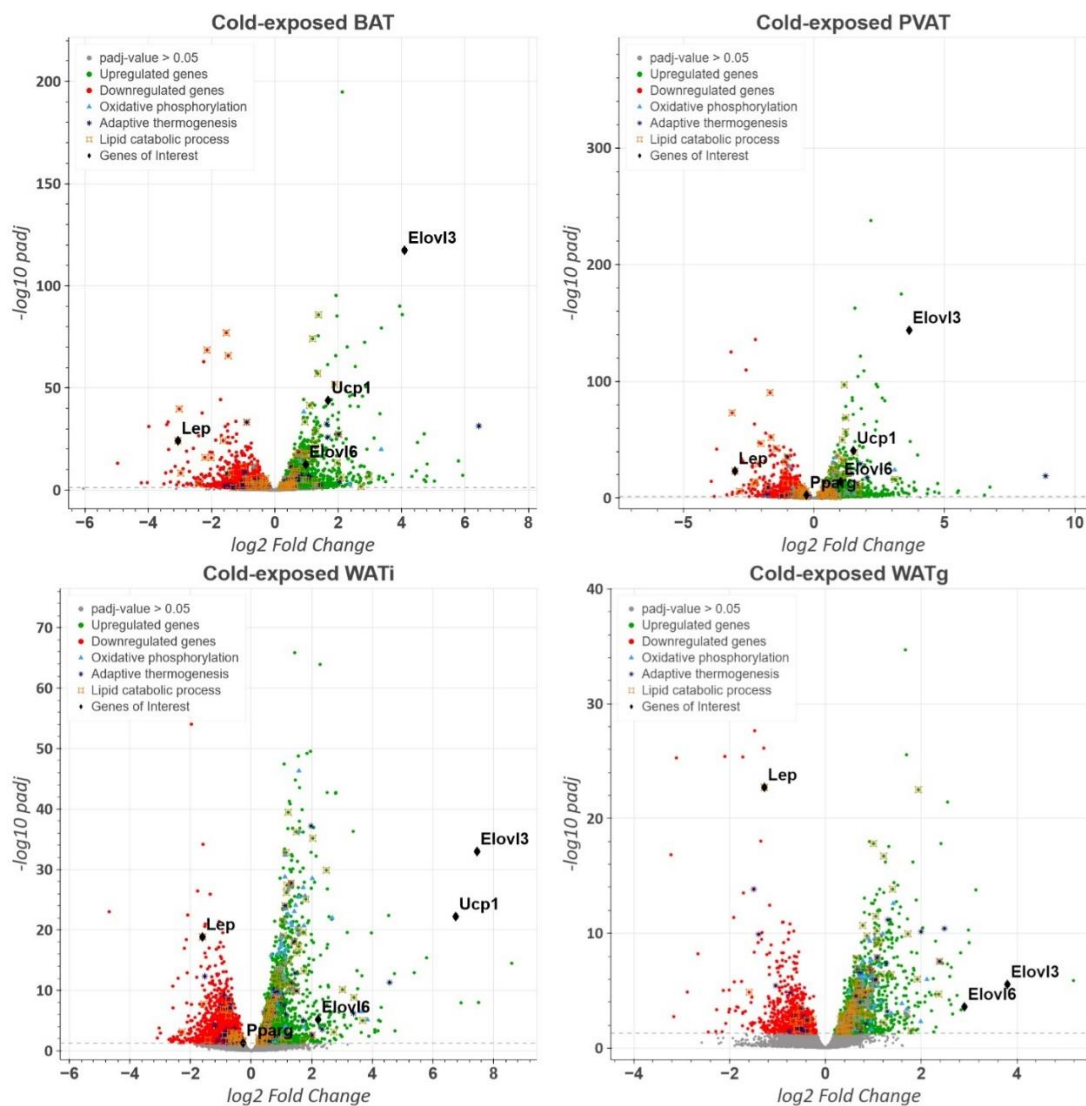 Cold-exposed BAT
padj-value > 0.05
Upregulated genes
Downregulated genes
Oxidative phosphorylation
Adaptive thermogenesis
Lipid catabolic process
Genes of Interest
200
150
100
50
0
-log10 padj
Elovl3
Ucp1
Lep
Elovl6
−6 −4 −2 0 2 4 6 8
log2 Fold Change
Cold-exposed PVAT
padj-value > 0.05
Upregulated genes
Downregulated genes
Oxidative phosphorylation
Adaptive thermogenesis
Lipid catabolic process
Genes of Interest
300
200
100
0
-log10 padj
Elovl3
Ucp1
Lep
Elovl6
Pparg
−5 0 5 10
log2 Fold Change
Cold-exposed WATi
padj-value > 0.05
Upregulated genes
Downregulated genes
Oxidative phosphorylation
Adaptive thermogenesis
Lipid catabolic process
Genes of Interest
70
60
50
40
30
20
10
0
-log10 padj
Elovl3
Ucp1
Lep
Elovl6
Pparg
−6 −4 −2 0 2 4 6 8
log2 Fold Change
Cold-exposed WATg
padj-value > 0.05
Upregulated genes
Downregulated genes
Oxidative phosphorylation
Adaptive thermogenesis
Lipid catabolic process
Genes of Interest
40
30
20
10
0
-log10 padj
Lep
Elovl3
Elovl6
−4 −2 0 2 4
log2 Fold Change